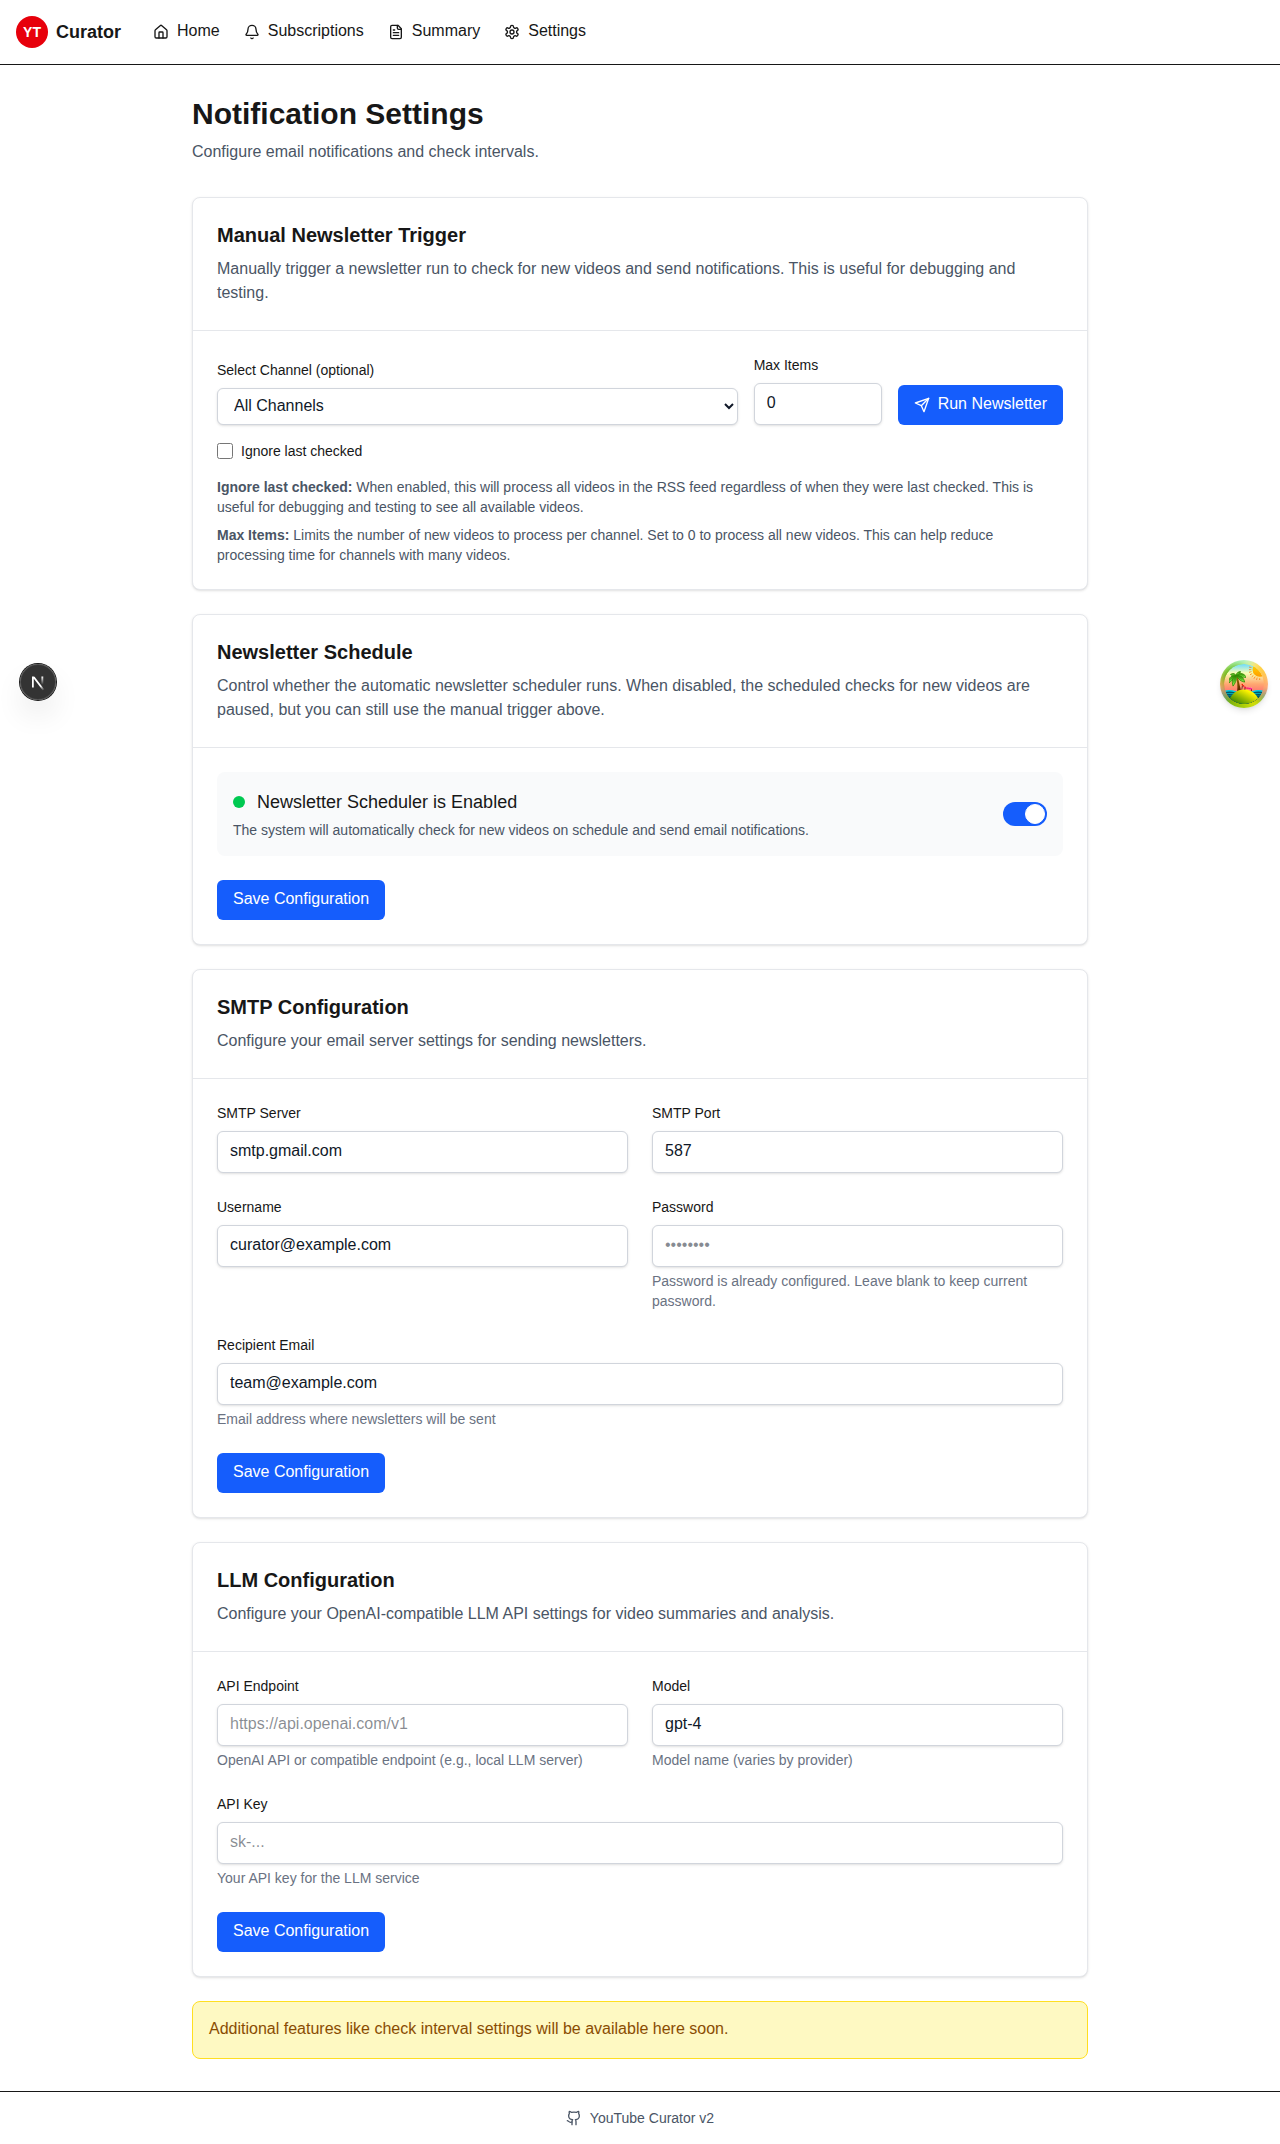 YT Curator Home Subscriptions Summary Settings
Notification Settings
Configure email notifications and check intervals.
Manual Newsletter Trigger
Manually trigger a newsletter run to check for new videos and send notifications. This is useful for debugging and
testing.
Select Channel (optional)
All Channels
Max Items
0
Run Newsletter
Ignore last checked
Ignore last checked: When enabled, this will process all videos in the RSS feed regardless of when they were last checked. This is
useful for debugging and testing to see all available videos.
Max Items: Limits the number of new videos to process per channel. Set to 0 to process all new videos. This can help reduce
processing time for channels with many videos.
Newsletter Schedule
Control whether the automatic newsletter scheduler runs. When disabled, the scheduled checks for new videos are
paused, but you can still use the manual trigger above.
N
Newsletter Scheduler is Enabled
The system will automatically check for new videos on schedule and send email notifications.
Save Configuration
SMTP Configuration
Configure your email server settings for sending newsletters.
SMTP Server
smtp.gmail.com
SMTP Port
587
Username
curator@example.com
Password
••••••••
Password is already configured. Leave blank to keep current
password.
Recipient Email
team@example.com
Email address where newsletters will be sent
Save Configuration
LLM Configuration
Configure your OpenAI-compatible LLM API settings for video summaries and analysis.
API Endpoint
https://api.openai.com/v1
OpenAI API or compatible endpoint (e.g., local LLM server)
Model
gpt-4
Model name (varies by provider)
API Key
sk-...
Your API key for the LLM service
Save Configuration
Additional features like check interval settings will be available here soon.
YouTube Curator v2